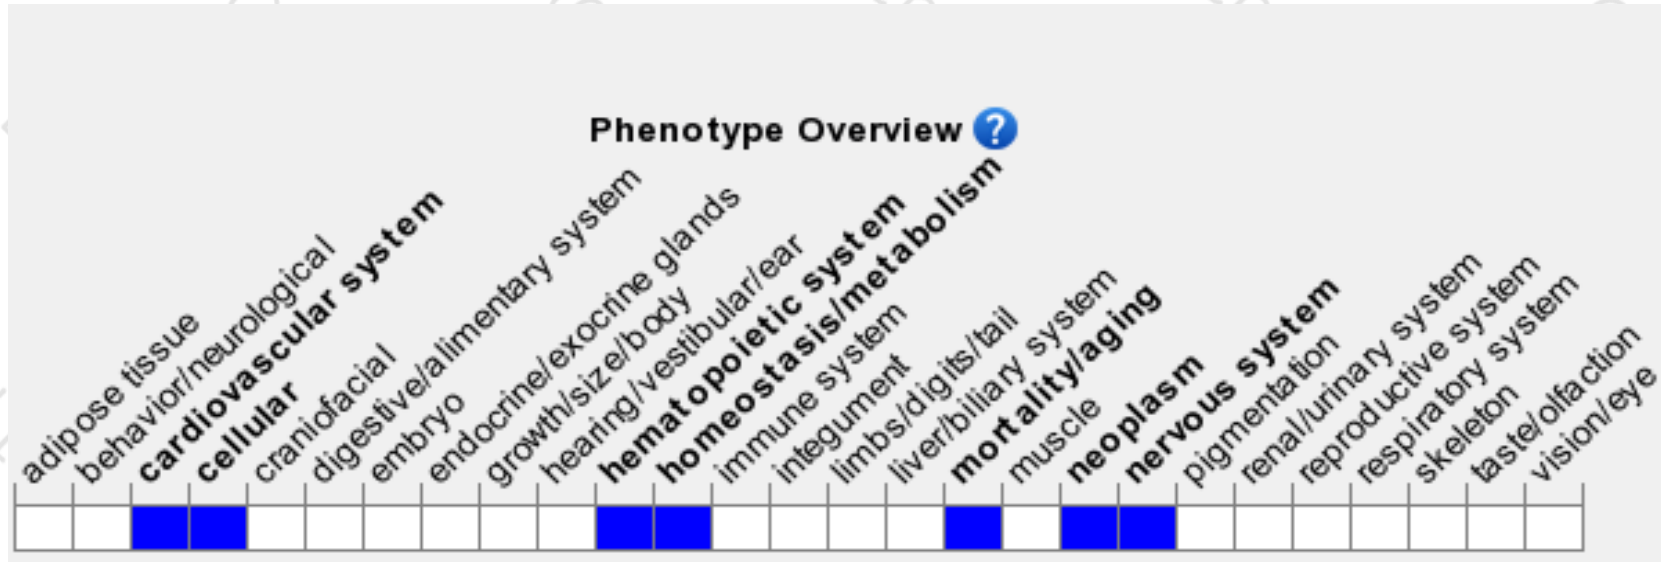 Phenotype Overview ?
adipose tissue
behavior/neurological
cardiovascular system
cellular
craniofacial
digestive/alimentary system
embryo
endocrine/exocrine glands
growth/size/body
hearing/vestibular/ear
hematopoietic system
homeostasis/metabolism
immune system
integument
limbs/digits/tail
liver/biliary system
mortality/aging
muscle
neoplasm
nervous system
pigmentation
renal/urinary system
reproductive system
respiratory system
skeleton
taste/olfaction
vision/eye